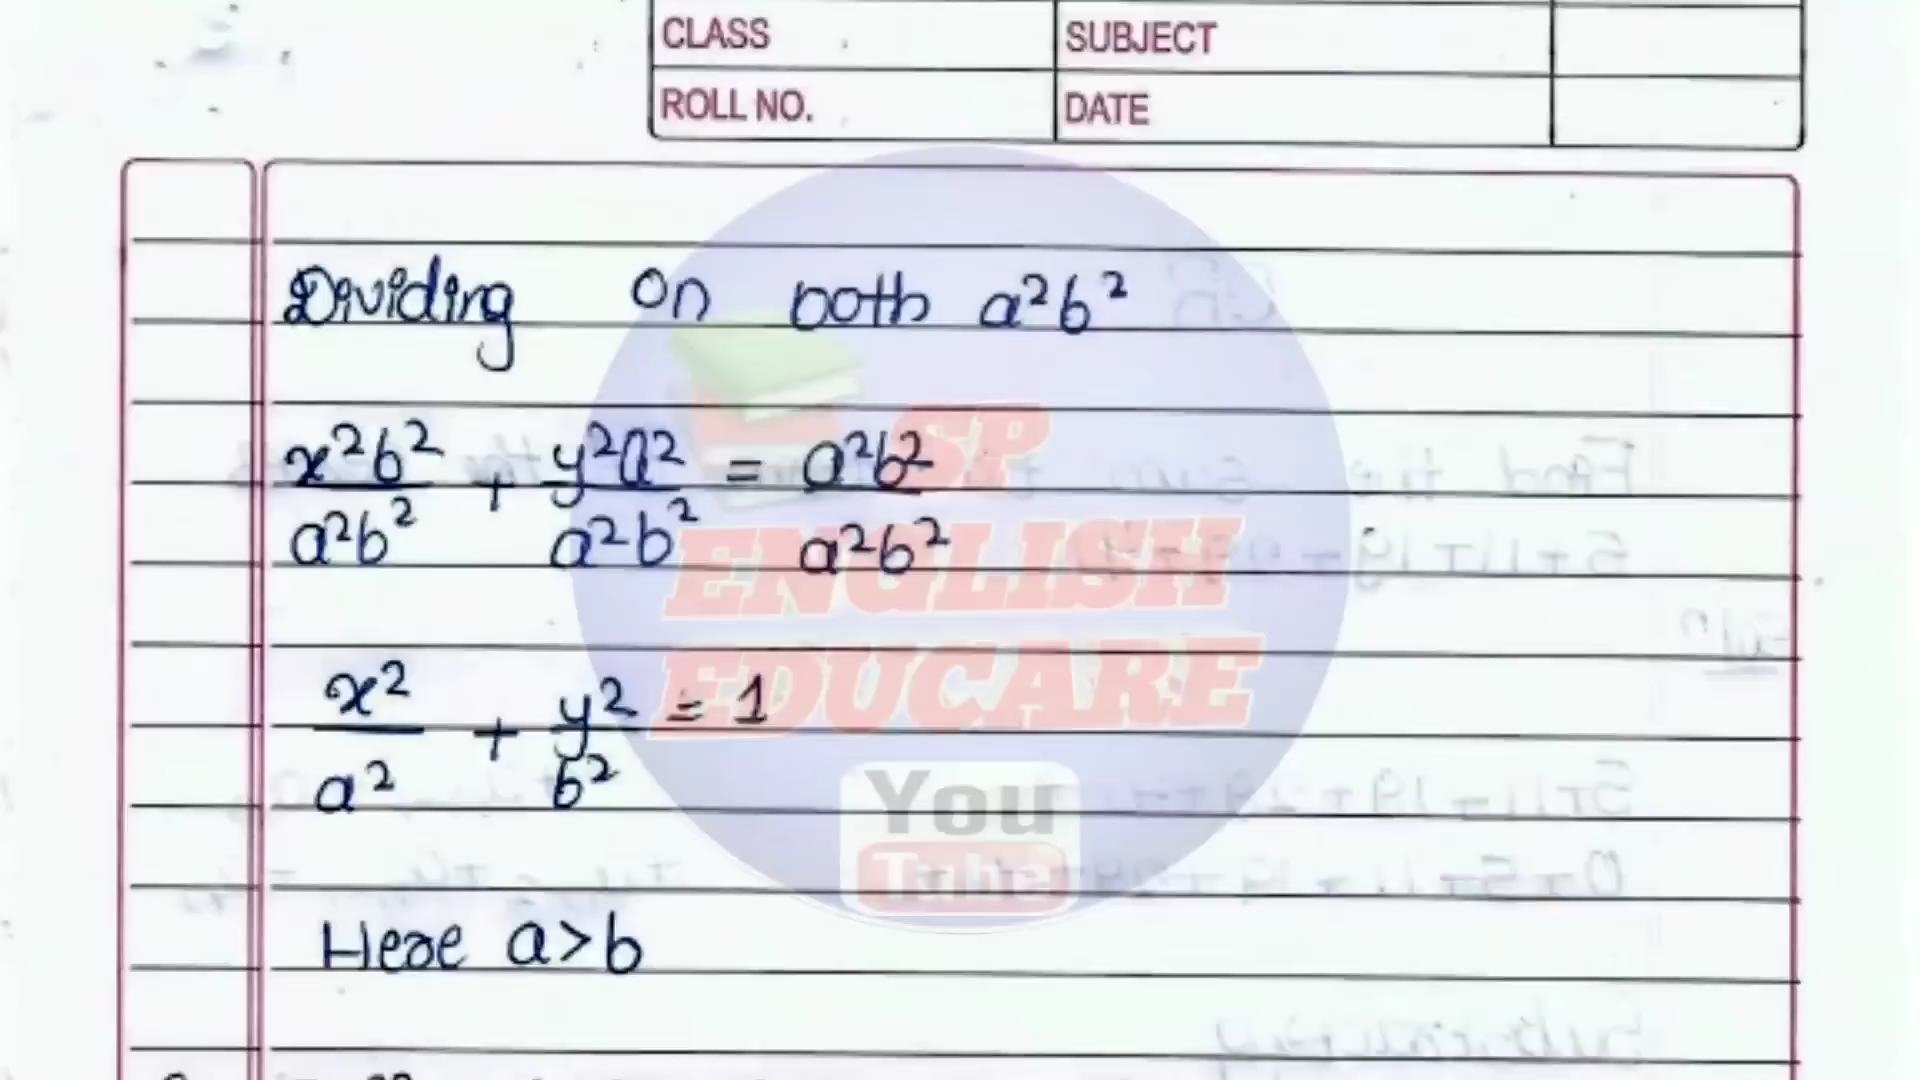 CLASS SUBJECT
ROLL NO. DATE
Dividing on both a²b²
x²b²/a²b² + y²a²/a²b² = a²b²/a²b²
x²/a² + y²/b² = 1
Here a>b
SP
ENGLISH
EDUCARE
You
Tube